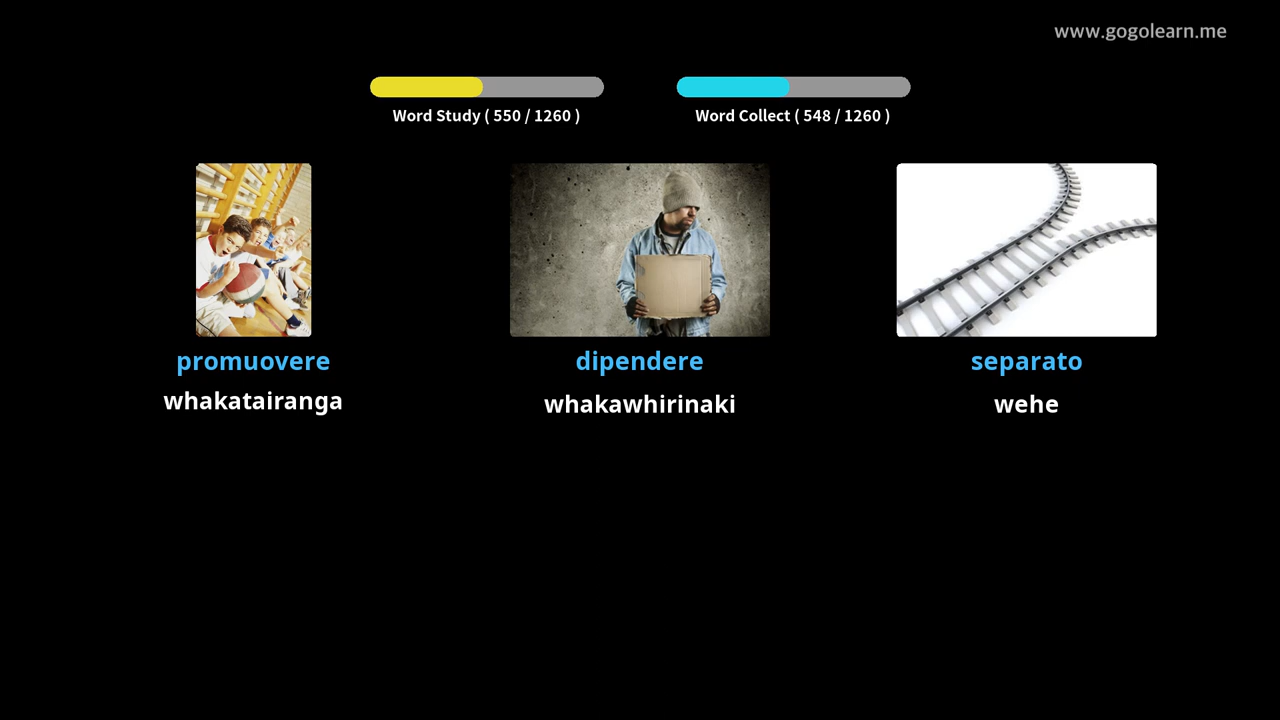 www.gogolearn.me
Word Study ( 550 / 1260 )
Word Collect ( 548 / 1260 )
promuovere
whakatairanga
dipendere
whakawhirinaki
separato
wehe